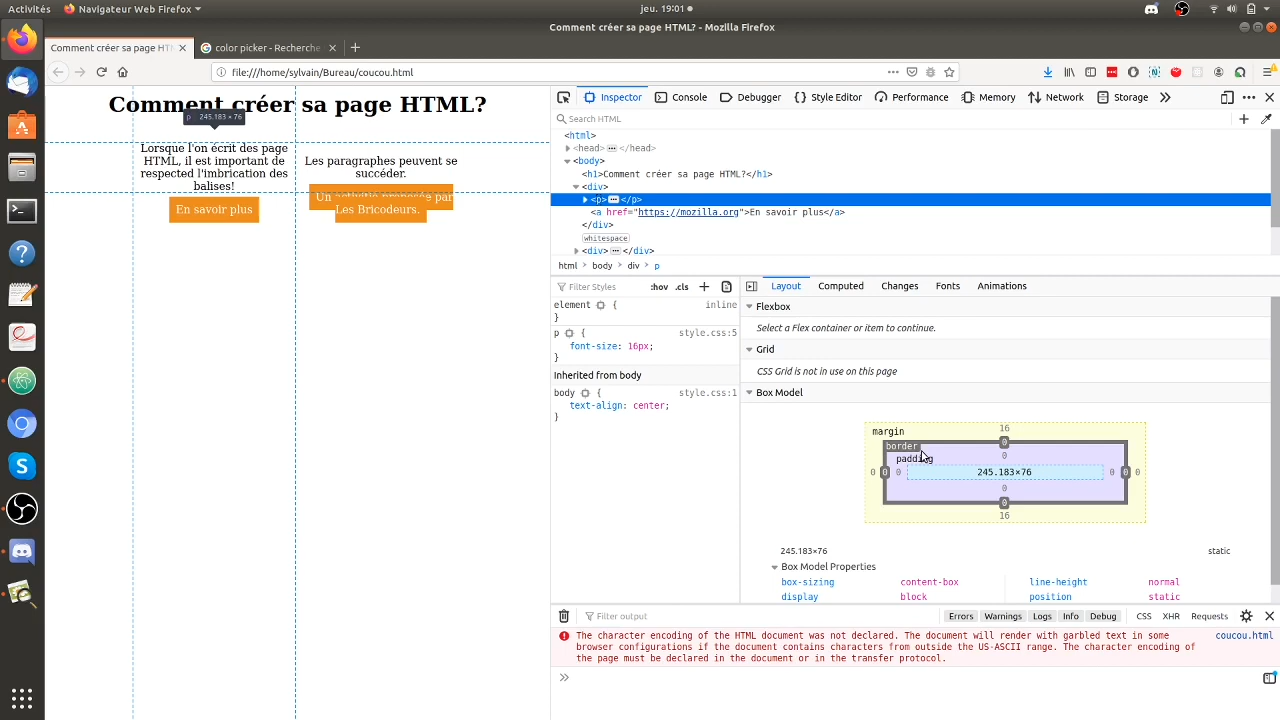 Activités
Navigateur Web Firefox
jeu. 19:01
Comment créer sa page HTML? - Mozilla Firefox
Comment créer sa page HTM
color picker - Recherche
file:///home/sylvain/Bureau/coucou.html
Inspector
Console
Debugger
Style Editor
Performance
Memory
Network
Storage
Search HTML
Comment créer sa page HTML?
p 245.183 × 76
Lorsque l'on écrit des page
HTML, il est important de
respected l'imbrication des
balises!
En savoir plus
Les paragraphes peuvent se
succéder.
Un activitée proposée par
Les Bricodeurs.
<html>
<head> </head>
<body>
<h1>Comment créer sa page HTML?</h1>
<div>
<p> </p>
<a href="https://mozilla.org">En savoir plus</a>
</div>
whitespace
<div> </div>
html > body > div > p
Filter Styles
:hov .cls +
element { inline
}
p { style.css:5
font-size: 16px;
}
Inherited from body
body { style.css:1
text-align: center;
}
Layout
Computed
Changes
Fonts
Animations
Flexbox
Select a Flex container or item to continue.
Grid
CSS Grid is not in use on this page
Box Model
margin
16
border
0
padding
0
0 0 0 245.183×76 0 0 0
0
0
16
245.183×76
static
Box Model Properties
box-sizing content-box line-height normal
display block position static
Filter output
Errors
Warnings
Logs
Info
Debug
CSS
XHR
Requests
The character encoding of the HTML document was not declared. The document will render with garbled text in some
coucou.html
browser configurations if the document contains characters from outside the US-ASCII range. The character encoding of
the page must be declared in the document or in the transfer protocol.